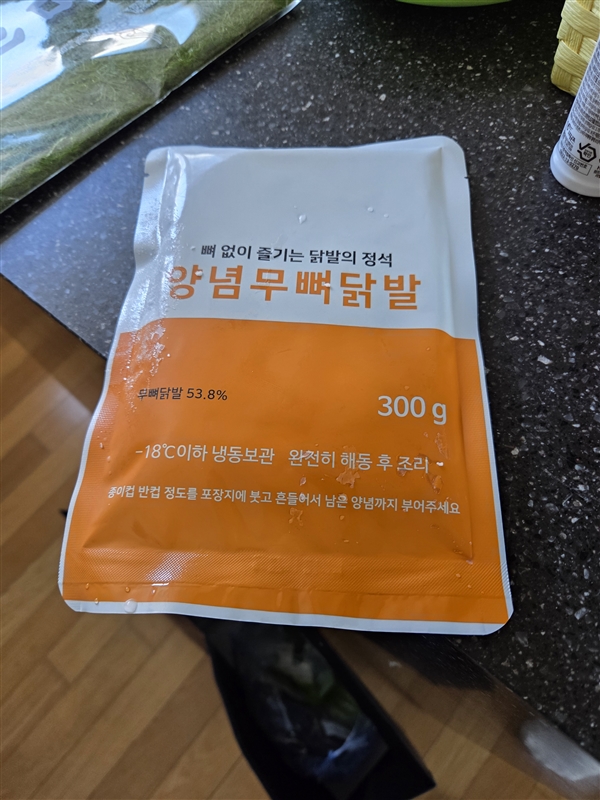 뼈 없이 즐기는 닭발의 정석
양념무뼈닭발
무뼈닭발 53.8%
300 g
-18℃이하 냉동보관 완전히 해동 후 조리
종이컵 반컵 정도를 포장지에 붓고 흔들어서 남은 양념까지 부어주세요